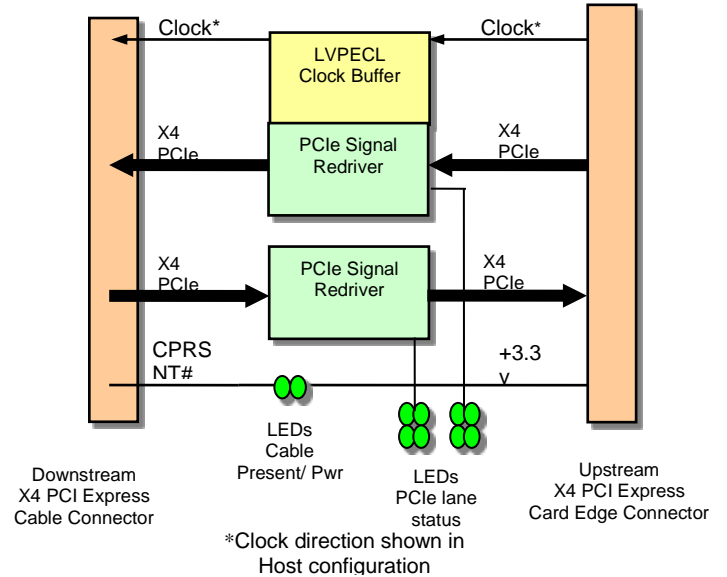 Clock*
Clock*
LVPECL
Clock Buffer
X4
PCIe
PCIe Signal
Redriver
X4
PCIe
X4
PCIe
PCIe Signal
Redriver
X4
PCIe
CPRS
NT#
+3.3
v
LEDs
Cable
Present/ Pwr
LEDs
PCIe lane
status
Downstream
X4 PCI Express
Cable Connector
Upstream
X4 PCI Express
Card Edge Connector
*Clock direction shown in
Host configuration